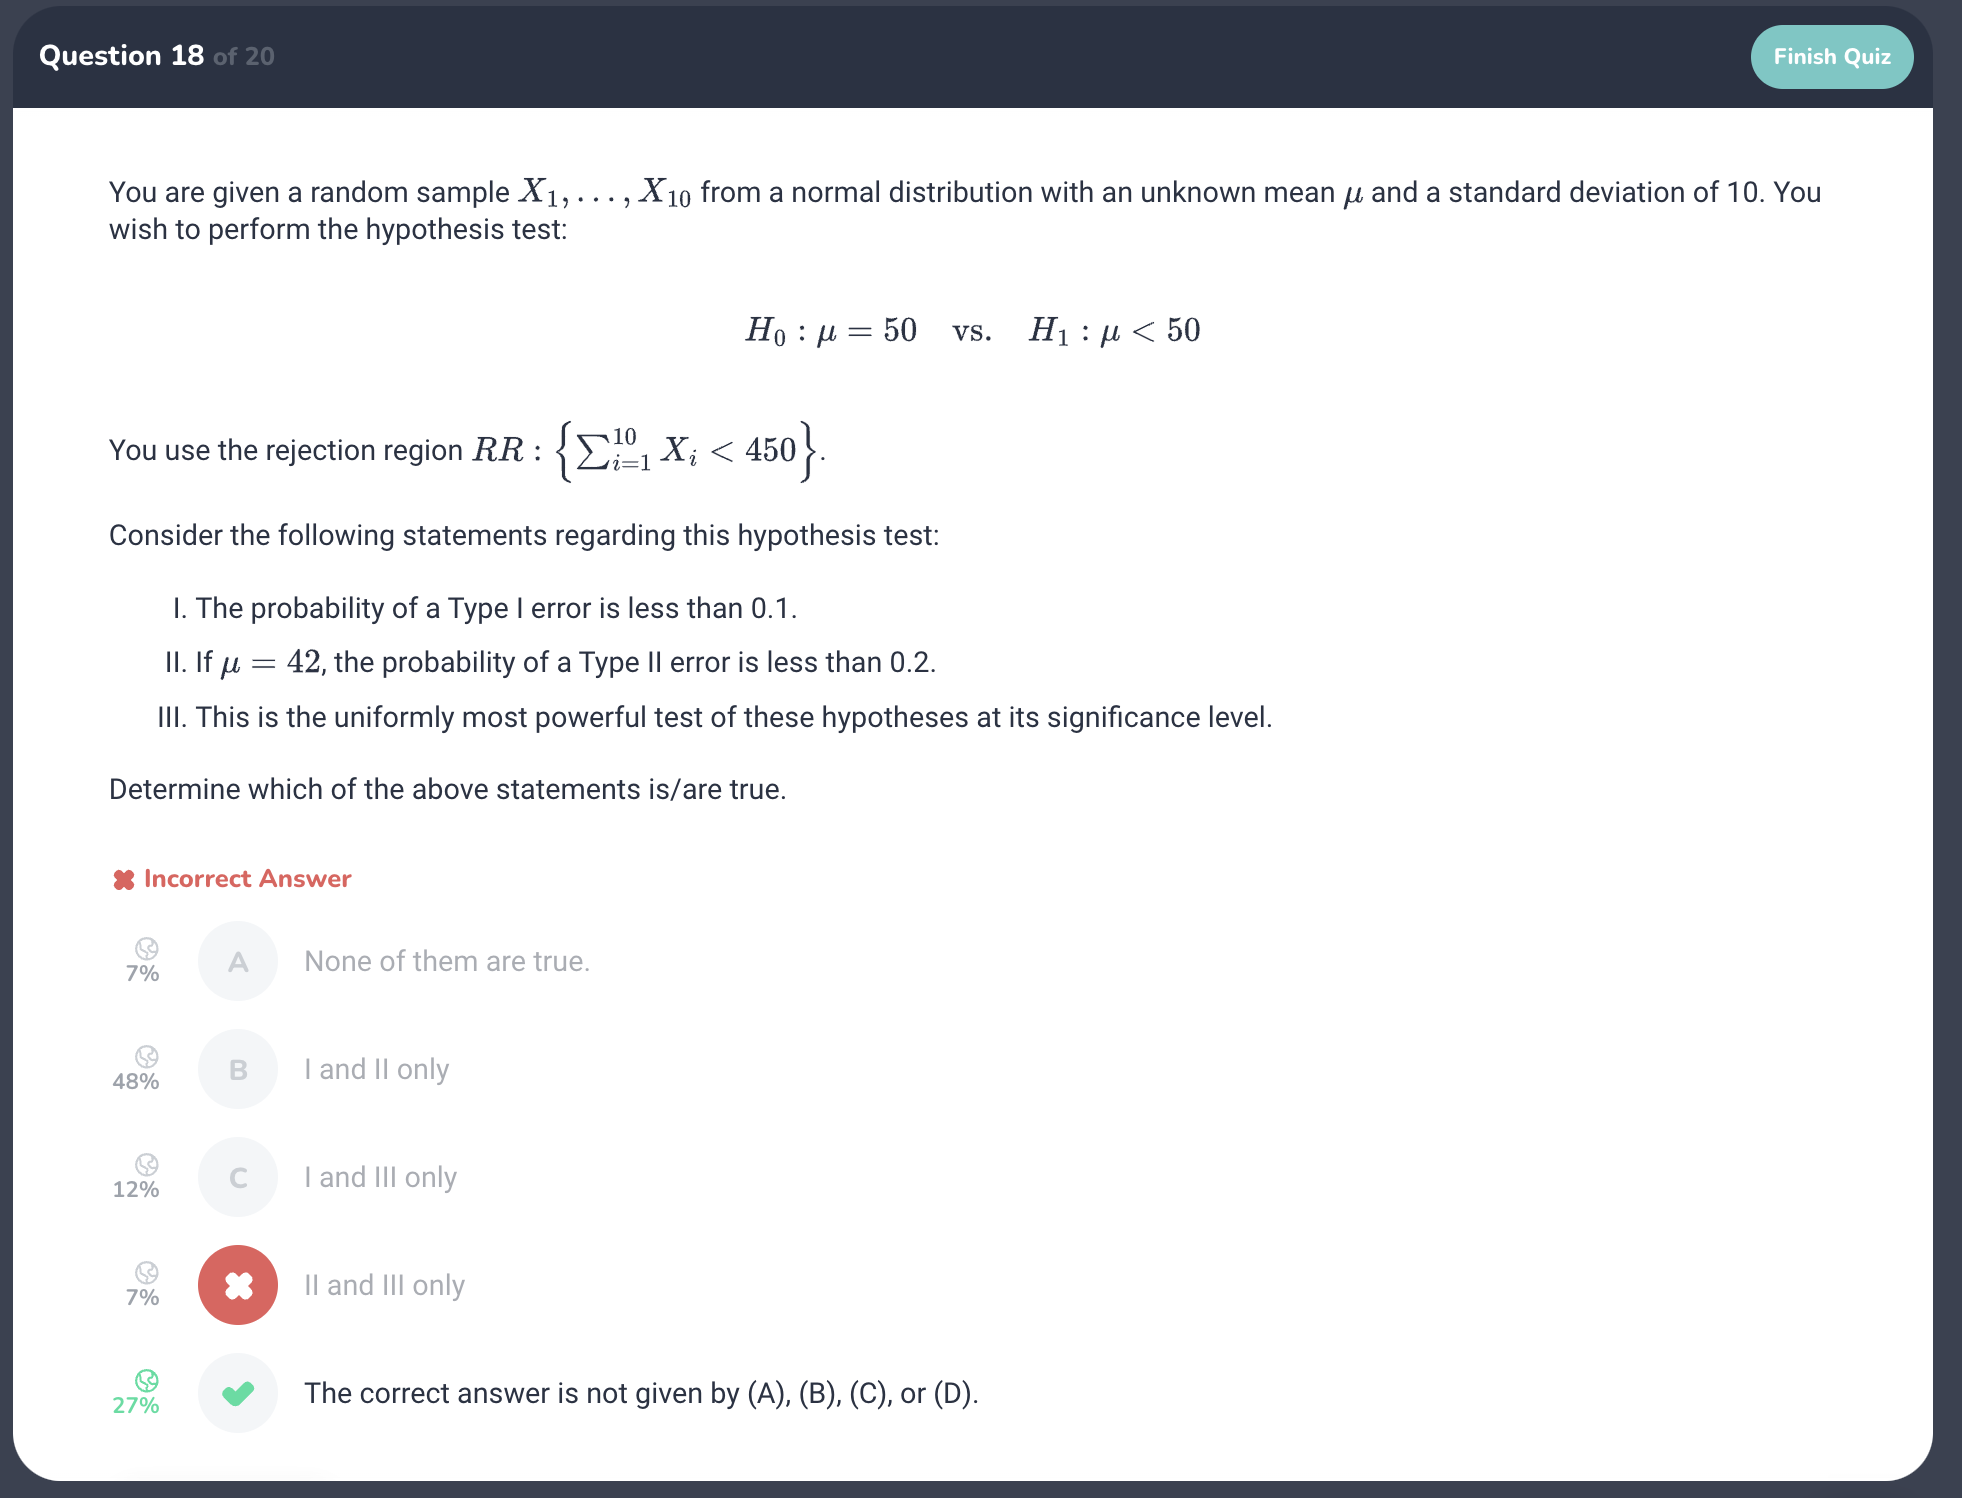 Question 18 of 20
Finish Quiz
You are given a random sample X₁, . . . , X₁₀ from a normal distribution with an unknown mean μ and a standard deviation of 10. You
wish to perform the hypothesis test:
H₀ : μ = 50 vs. H₁ : μ < 50
You use the rejection region RR : {∑_{i=1}^{10} X_i < 450}.
Consider the following statements regarding this hypothesis test:
I. The probability of a Type I error is less than 0.1.
II. If μ = 42, the probability of a Type II error is less than 0.2.
III. This is the uniformly most powerful test of these hypotheses at its significance level.
Determine which of the above statements is/are true.
Incorrect Answer
7% A None of them are true.
48% B I and II only
12% C I and III only
7% II and III only
27% The correct answer is not given by (A), (B), (C), or (D).